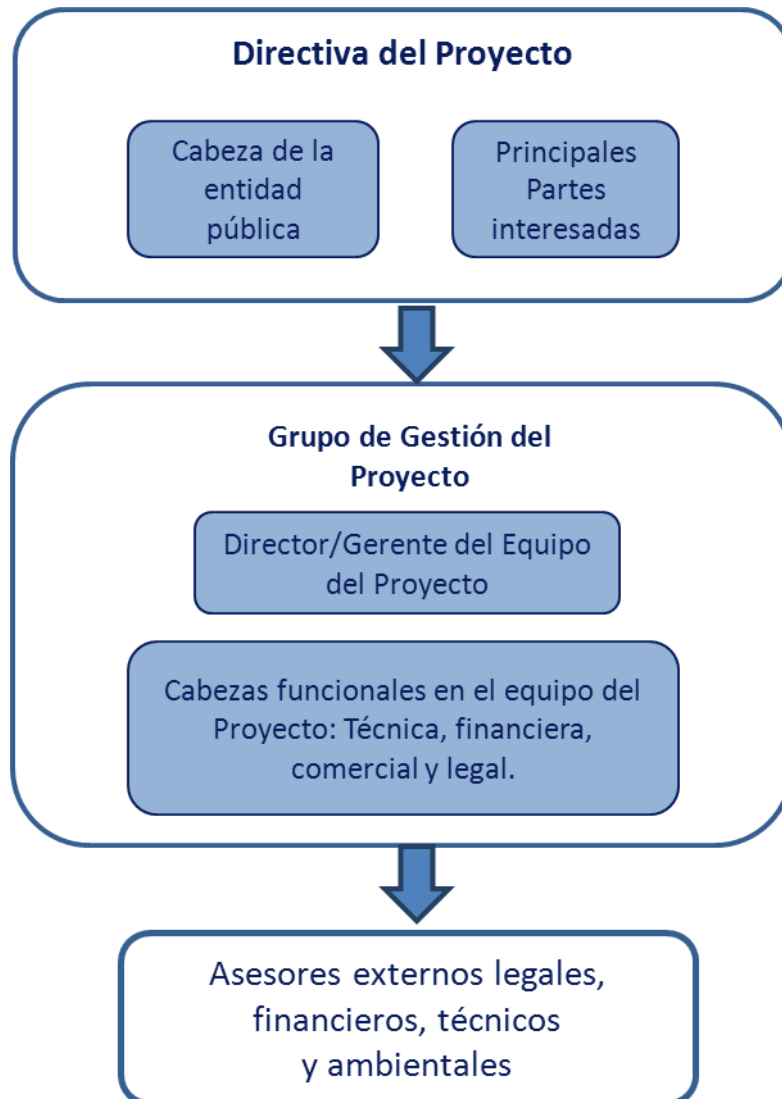 Directiva del Proyecto
Cabeza de la
entidad
pública
Principales
Partes
interesadas
Grupo de Gestión del
Proyecto
Director/Gerente del Equipo
del Proyecto
Cabezas funcionales en el equipo del
Proyecto: Técnica, financiera,
comercial y legal.
Asesores externos legales,
financieros, técnicos
y ambientales